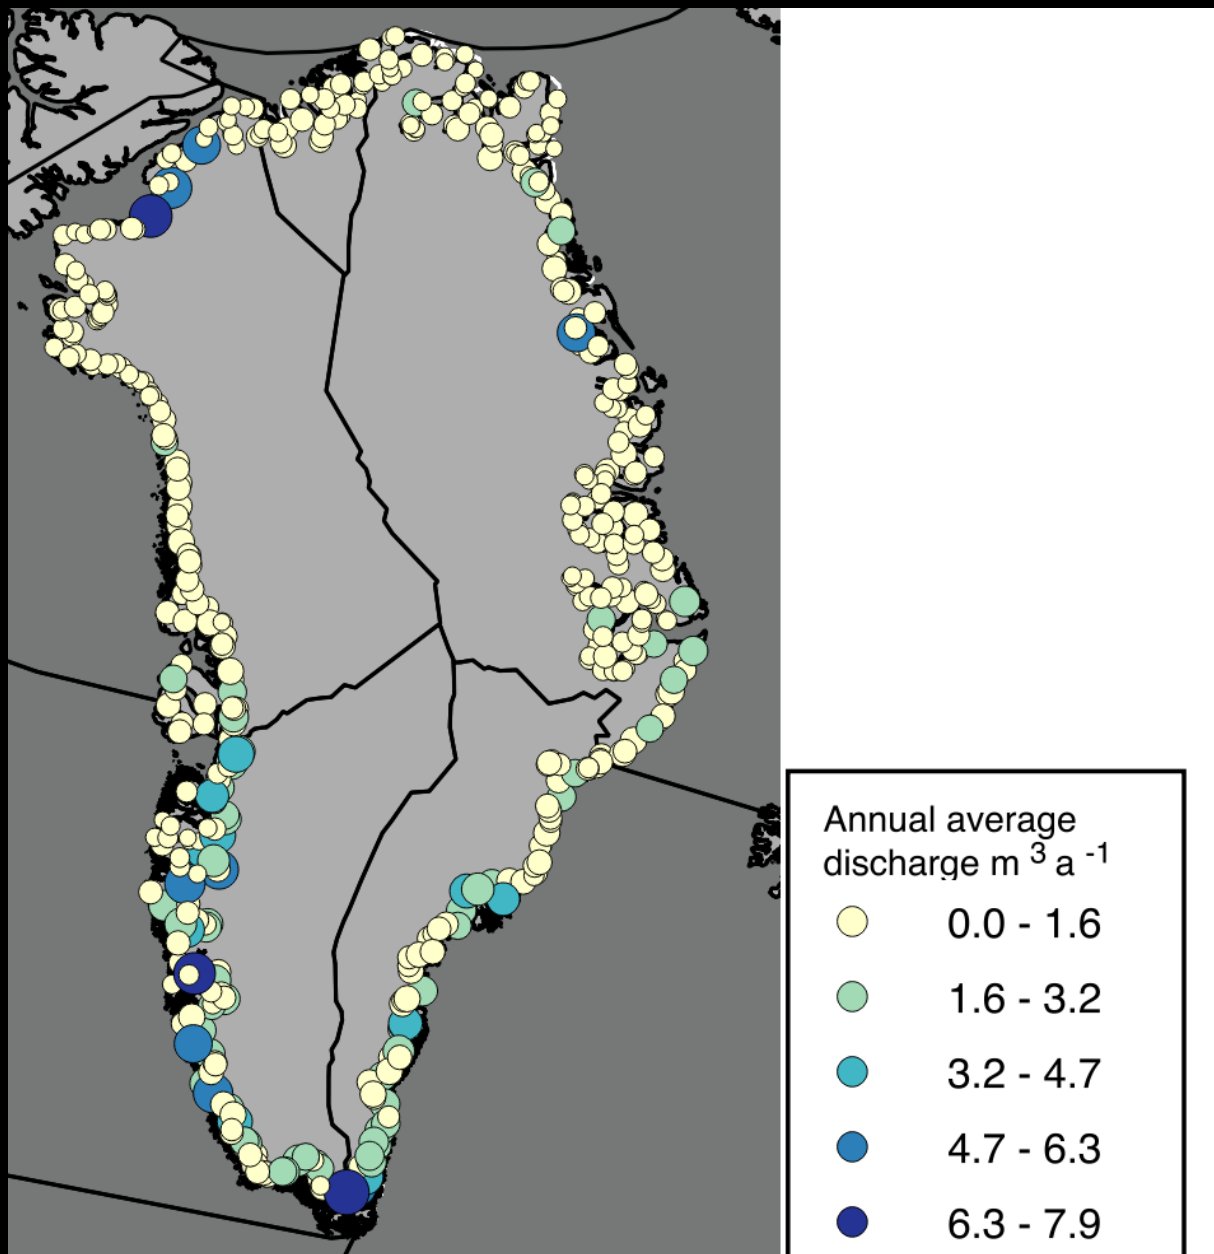 Annual average
discharge m ³ a ⁻¹
0.0 - 1.6
1.6 - 3.2
3.2 - 4.7
4.7 - 6.3
6.3 - 7.9